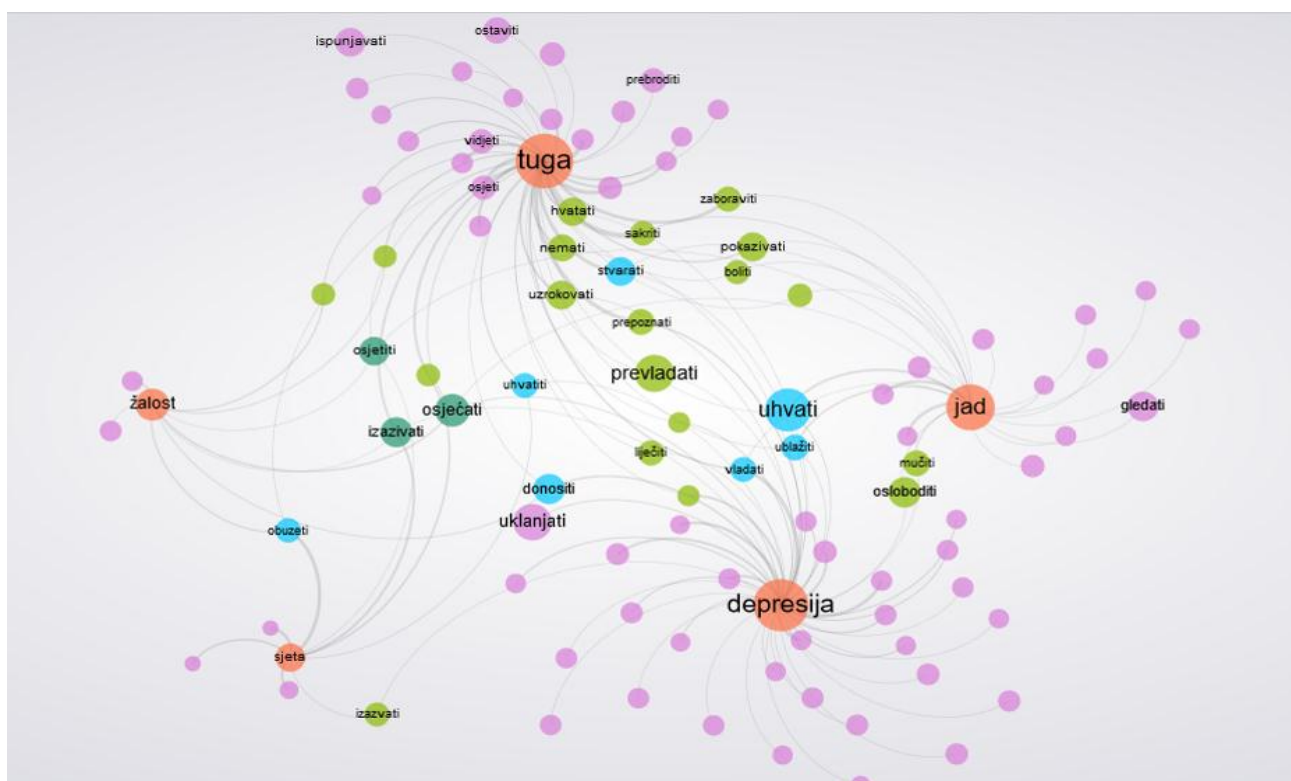 ostaviti
ispunjavati
prebroditi
vidjeti
tuga
osjeti
zaboraviti
hvatati
sakriti
nemati
pokazivati
stvarati
boliti
uzrokovati
prepoznati
osjetiti
prevladati
uhvatiti
žalost
osjećati
uhvati
jad
gledati
izazivati
ublažiti
liječiti
mučiti
vladati
donositi
osloboditi
uklanjati
obuzeti
depresija
sjeta
izazvati